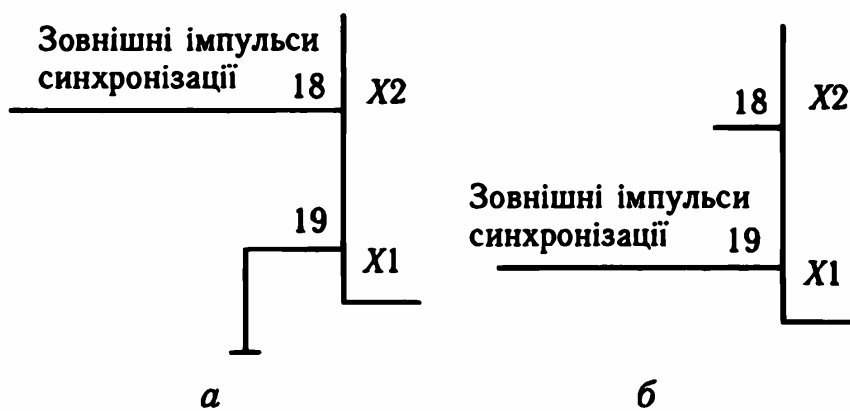 Зовнішні імпульси
синхронізації
18
X2
19
X1
а
18
X2
Зовнішні імпульси
синхронізації
19
X1
б